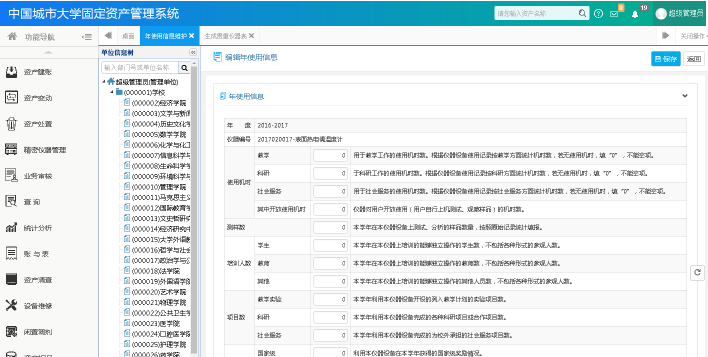 中国城市大学固定资产管理系统
请您输入资产名称
0
19
超级管理员
功能导航
桌面
年使用信息维护
生成质量仪器表
关闭操作
资产建账
资产变动
资产处置
精密仪器管理
业务审核
查 询
统计分析
账 与 表
资产清查
设备维修
闲置调剂
单位信息树
输入部门号或单位名称
超级管理员(管理单位)
(000001)学校
(000002)经济学院
(000003)文学与新闻
(000004)历史文化学
(000005)数学学院
(000006)化学与化工
(000007)信息科学与
(000008)生命科学学
(000009)环境科学与
(000010)管理学院
(000011)马克思主义
(000012)国际教育学
(000013)文史哲研究
(000014)经济研究中
(000015)大学外语教
(000016)哲学与社会
(000017)政治学与公
(000018)法学院
(000019)外国语学院
(000020)艺术学院
(000021)物理学院
(000022)公共卫生学
(000023)医学院
(000024)口腔医学院
(000025)护理学院
(000026)药学院
编辑年使用信息
保存
返回
年使用信息
年 度 2016-2017
仪器编号 2017020017-表面热电偶温度计
使用机时
教学 0 用于教学工作的使用机时数。根据仪器设备使用记录按教学方面统计机时数，若无使用机时，填“0”，不能空项。
科研 0 用于科研工作的使用机时数。根据仪器设备使用记录按科研方面统计机时数，若无使用机时，填“0”，不能空项。
社会服务 0 用于社会服务的使用机时数。根据仪器设备使用记录按社会服务方面统计机时数，若无使用机时，填“0”，不能空项。
其中开放使用机时 0 仪器对用户开放使用（用户自行上机测试、观察样品）的机时数。
测样数 0 本学年在本仪器设备上测试、分析的样品数量，按照原始记录统计填报。
培训人数
学生 0 本学年在本仪器上培训的能够独立操作的学生数，不包括各种形式的参观人数。
教师 0 本学年在本仪器上培训的能够独立操作的教师数，不包括各种形式的参观人数。
其他 0 本学年在本仪器上培训的能够独立操作的其他人员数，不包括各种形式的参观人数。
项目数
教学实验 0 本学年利用本仪器设备开设的列入教学计划的实验项目数。
科研 0 本学年利用本仪器设备完成的各种科研项目或合作项目数。
社会服务 0 本学年利用本仪器设备完成的为校外承担的社会服务项目数。
国家级 0 利用本仪器设备在本学年获得的国家级奖励情况。